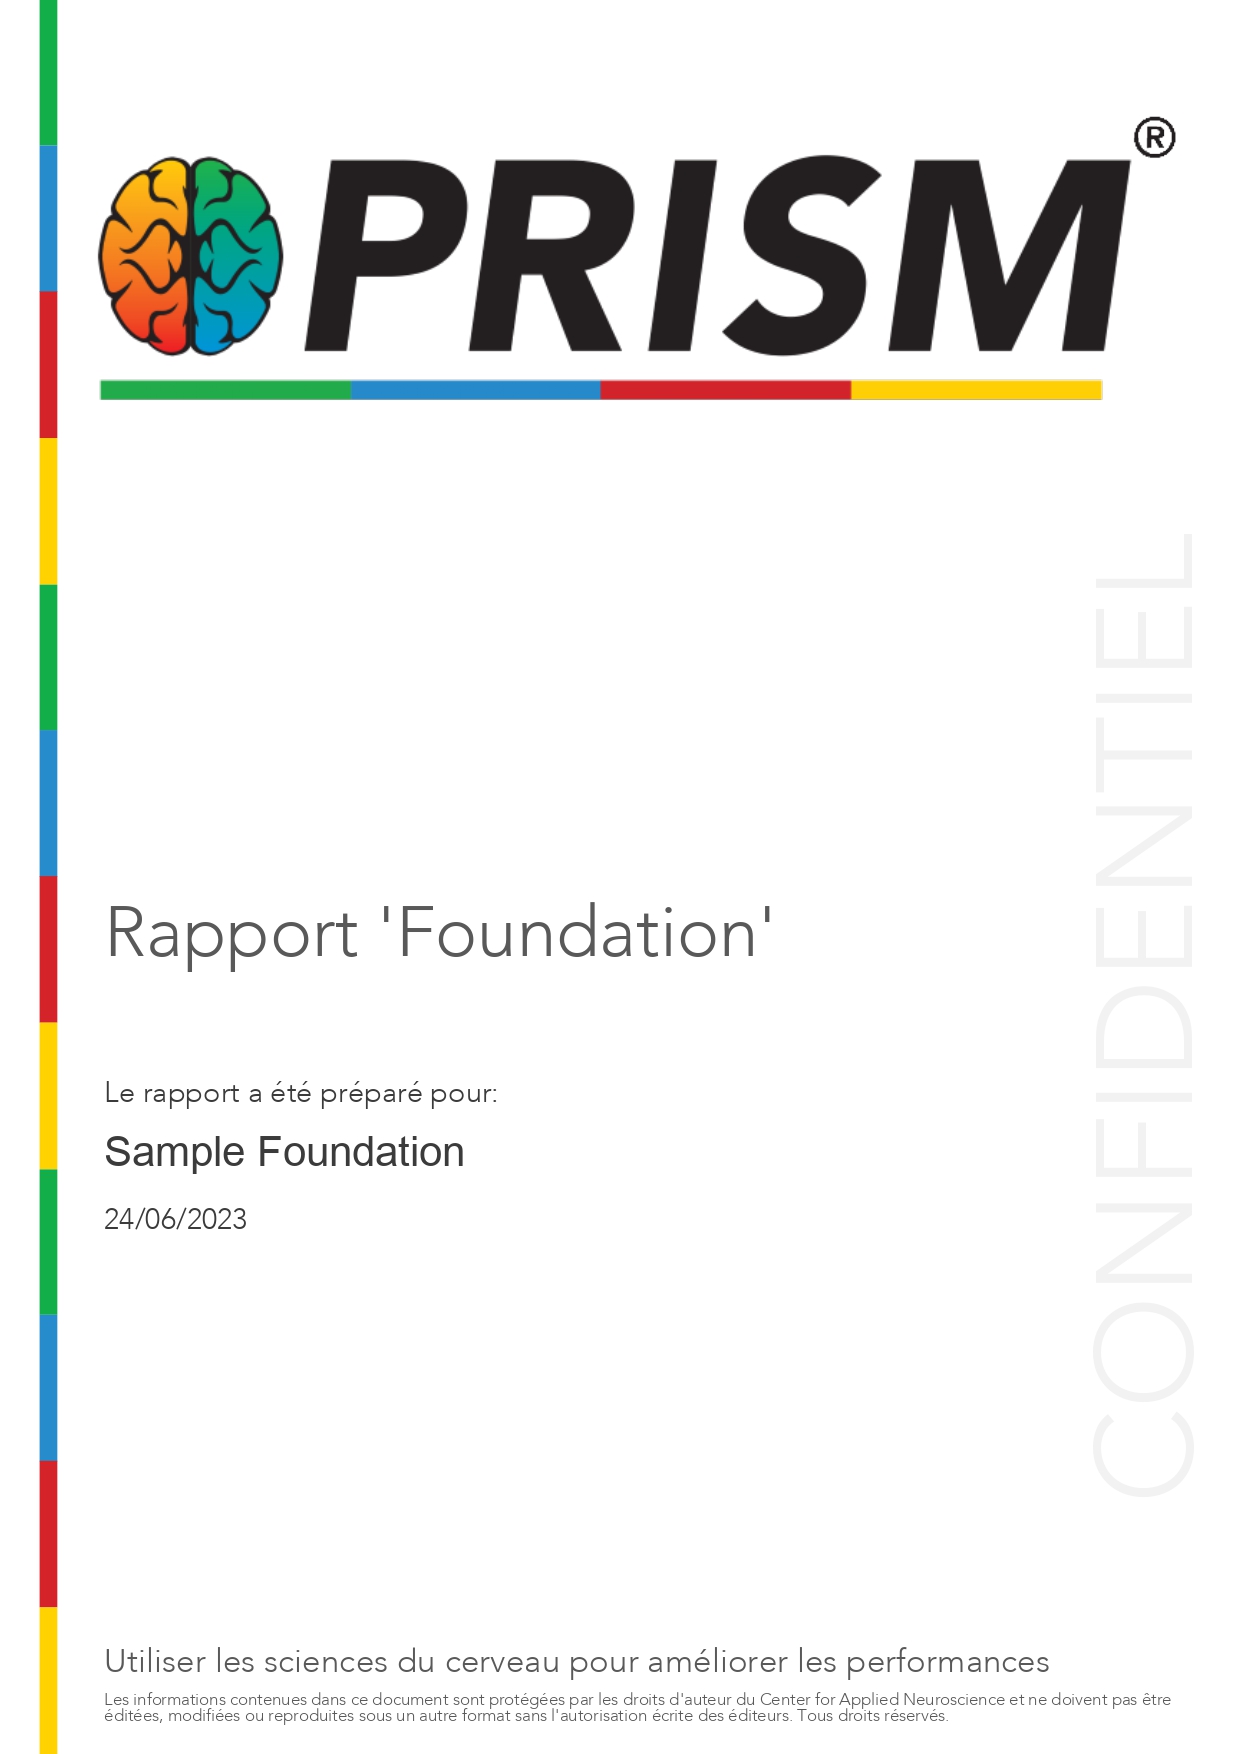 PRISM®
CONFIDENTIEL
Rapport 'Foundation'
Le rapport a été préparé pour:
Sample Foundation
24/06/2023
Utiliser les sciences du cerveau pour améliorer les performances
Les informations contenues dans ce document sont protégées par les droits d'auteur du Center for Applied Neuroscience et ne doivent pas être
éditées, modifiées ou reproduites sous un autre format sans l'autorisation écrite des éditeurs. Tous droits réservés.